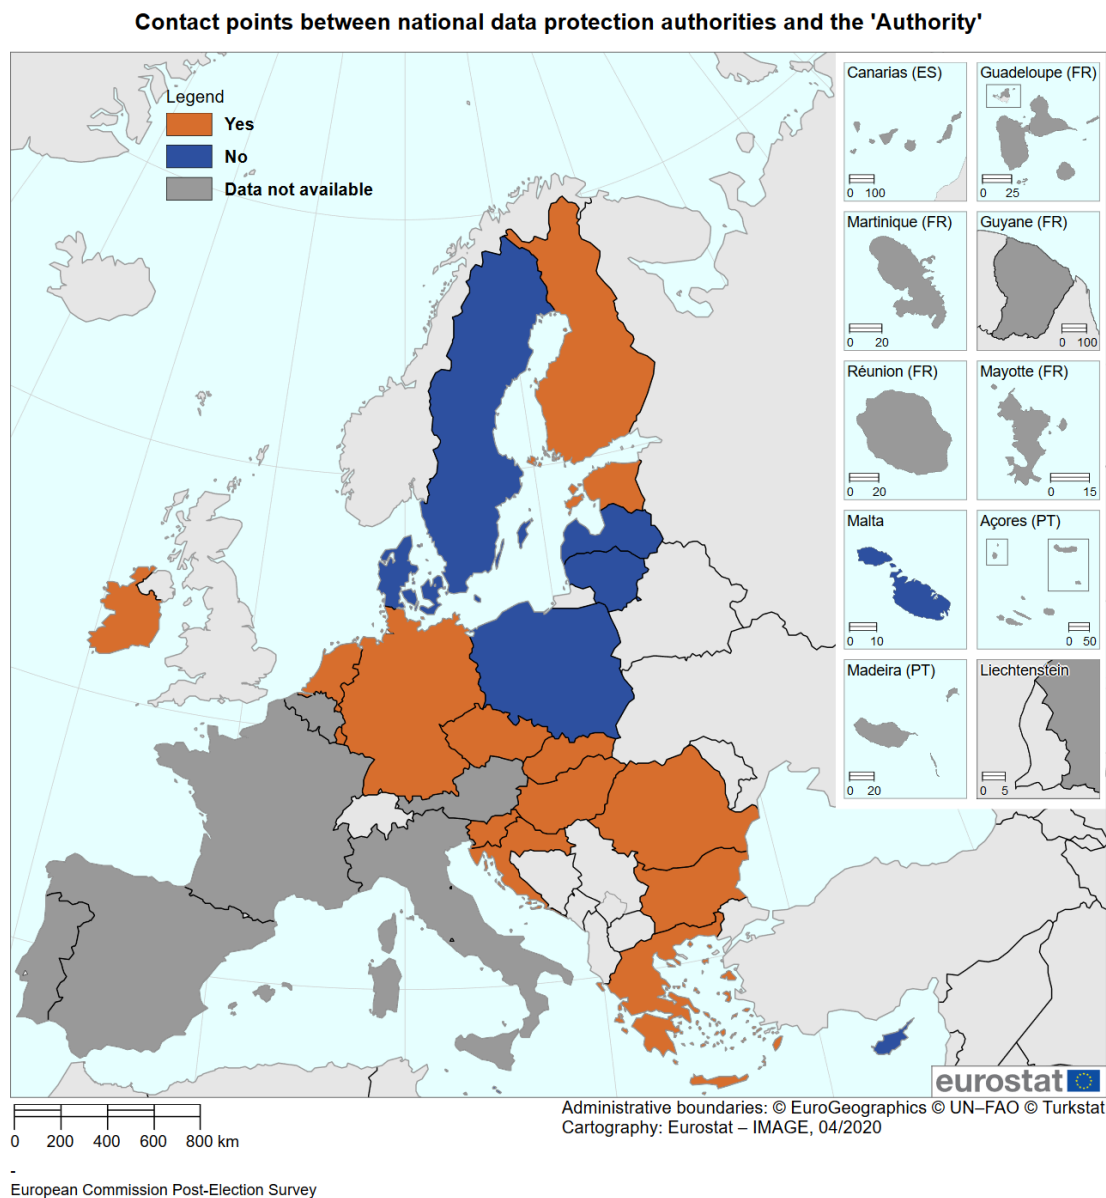 Contact points between national data protection authorities and the 'Authority'
Legend
Yes
No
Data not available
Canarias (ES)
0 100
Guadeloupe (FR)
0 25
Martinique (FR)
0 20
Guyane (FR)
0 100
Réunion (FR)
0 20
Mayotte (FR)
0 15
Malta
0 10
Açores (PT)
0 50
Madeira (PT)
0 20
Liechtenstein
0 5
eurostat
Administrative boundaries: © EuroGeographics © UN–FAO © Turkstat
Cartography: Eurostat – IMAGE, 04/2020
0 200 400 600 800 km
-
European Commission Post-Election Survey